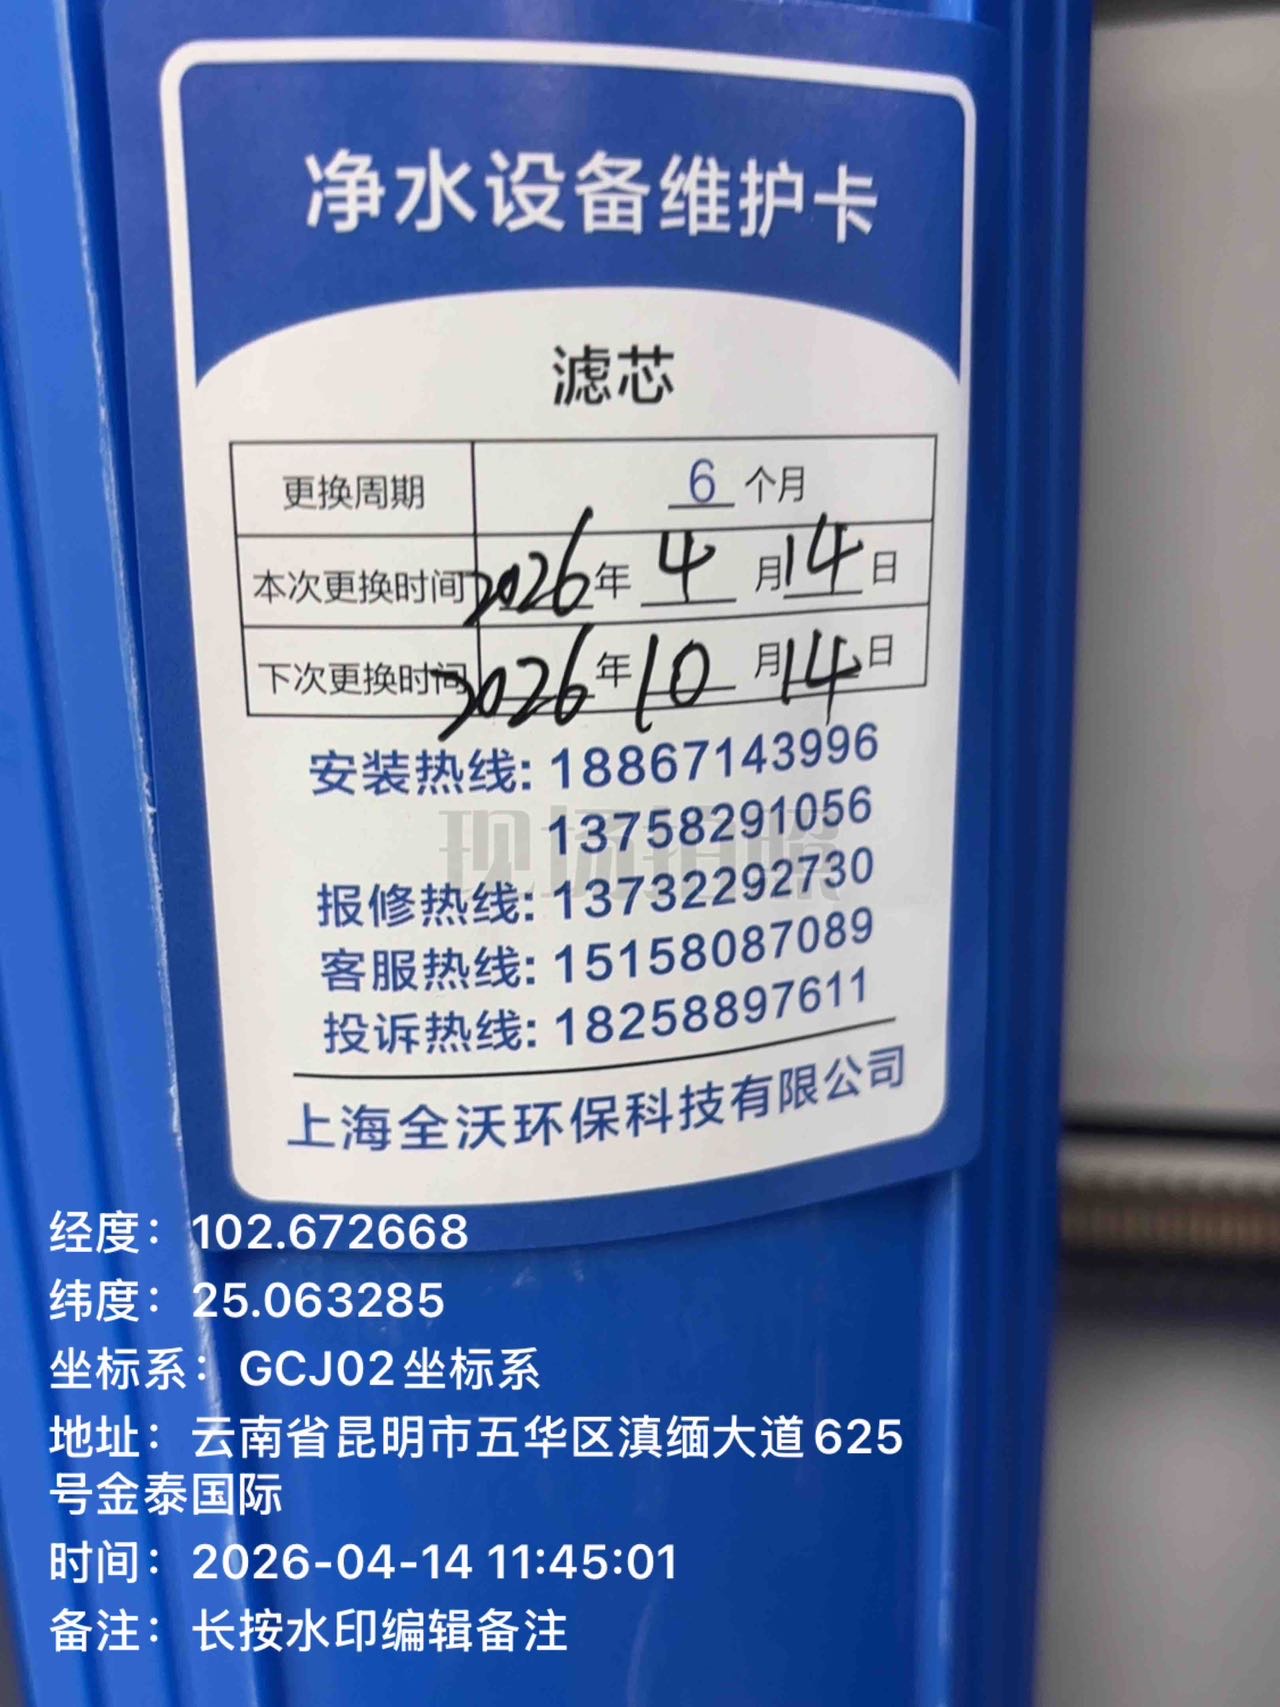 净水设备维护卡
滤芯
更换周期 6 个月
本次更换时间 2026 年 4 月 14 日
下次更换时间 2026 年 10 月 14 日
安装热线: 18867143996
13758291056
现场拍照
报修热线: 13732292730
客服热线: 15158087089
投诉热线: 18258897611
上海全沃环保科技有限公司
经度: 102.672668
纬度: 25.063285
坐标系: GCJ02坐标系
地址: 云南省昆明市五华区滇缅大道625
号金泰国际
时间: 2026-04-14 11:45:01
备注: 长按水印编辑备注